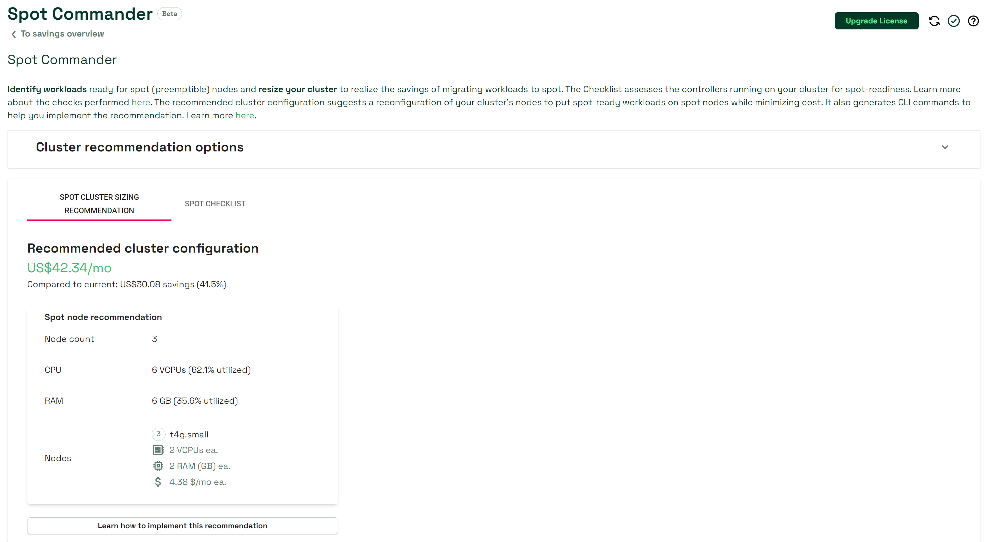 Spot Commander Beta
Upgrade License
To savings overview
Spot Commander
Identify workloads ready for spot (preemptible) nodes and resize your cluster to realize the savings of migrating workloads to spot. The Checklist assesses the controllers running on your cluster for spot-readiness. Learn more
about the checks performed here. The recommended cluster configuration suggests a reconfiguration of your cluster's nodes to put spot-ready workloads on spot nodes while minimizing cost. It also generates CLI commands to
help you implement the recommendation. Learn more here.
Cluster recommendation options
SPOT CLUSTER SIZING
RECOMMENDATION
SPOT CHECKLIST
Recommended cluster configuration
US$42.34/mo
Compared to current: US$30.08 savings (41.5%)
Spot node recommendation
Node count 3
CPU 6 VCPUs (62.1% utilized)
RAM 6 GB (35.6% utilized)
Nodes
3 t4g.small
2 VCPUs ea.
2 RAM (GB) ea.
$ 4.38 $/mo ea.
Learn how to implement this recommendation